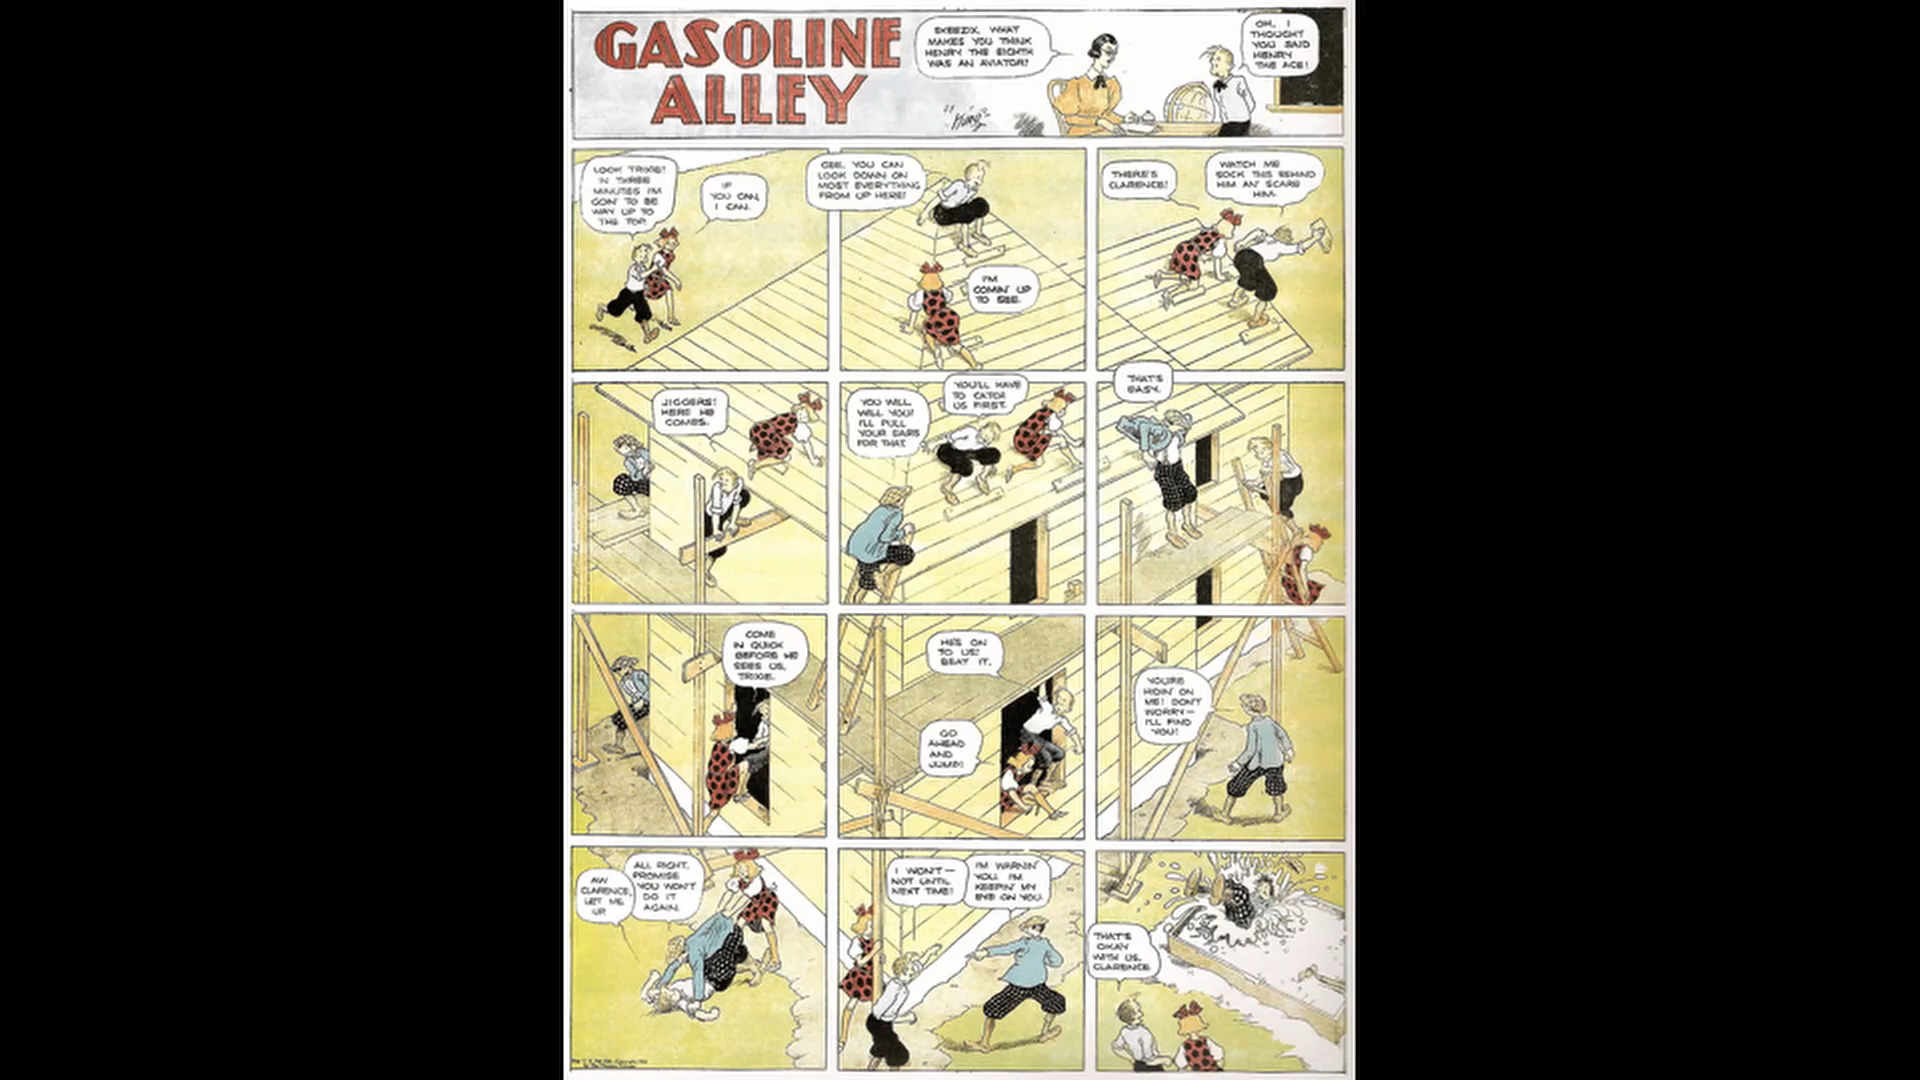 GASOLINE
ALLEY
SKEEZIX, WHAT
MAKES YOU THINK
HENRY THE EIGHTH
WAS AN AVIATOR?
OH, I
THOUGHT
YOU SAID
HENRY
THE ACE!
"King"
LOOK TRIXIE!
IN THREE
MINUTES I'M
GOIN' TO BE
WAY UP TO
THE TOP!
IF
YOU CAN,
I CAN.
GEE, YOU CAN
LOOK DOWN ON
MOST EVERYTHING
FROM UP HERE!
I'M
COMIN' UP
TO SEE.
THERE'S
CLARENCE!
WATCH ME
SOCK THIS BEHIND
HIM AN' SCARE
HIM.
JIGGERS!
HERE HE
COMES.
YOU WILL,
WILL YOU!
I'LL PULL
YOUR EARS
FOR THAT.
YOU'LL HAVE
TO CATCH
US FIRST.
THAT'S
EASY.
COME
IN QUICK
BEFORE HE
SEES US,
TRIXIE.
HE'S ON
TO US!
BEAT IT.
GO
AHEAD
AND
JUMP!
YOU'RE
HIDIN' ON
ME! DON'T
WORRY—
I'LL FIND
YOU!
AW
CLARENCE,
LET ME
UP.
ALL RIGHT,
PROMISE
YOU WON'T
DO IT
AGAIN.
I WON'T—
NOT UNTIL
NEXT TIME!
I'M WARNIN'
YOU. I'M
KEEPIN' MY
EYE ON YOU.
THAT'S
OKAY
WITH US,
CLARENCE.